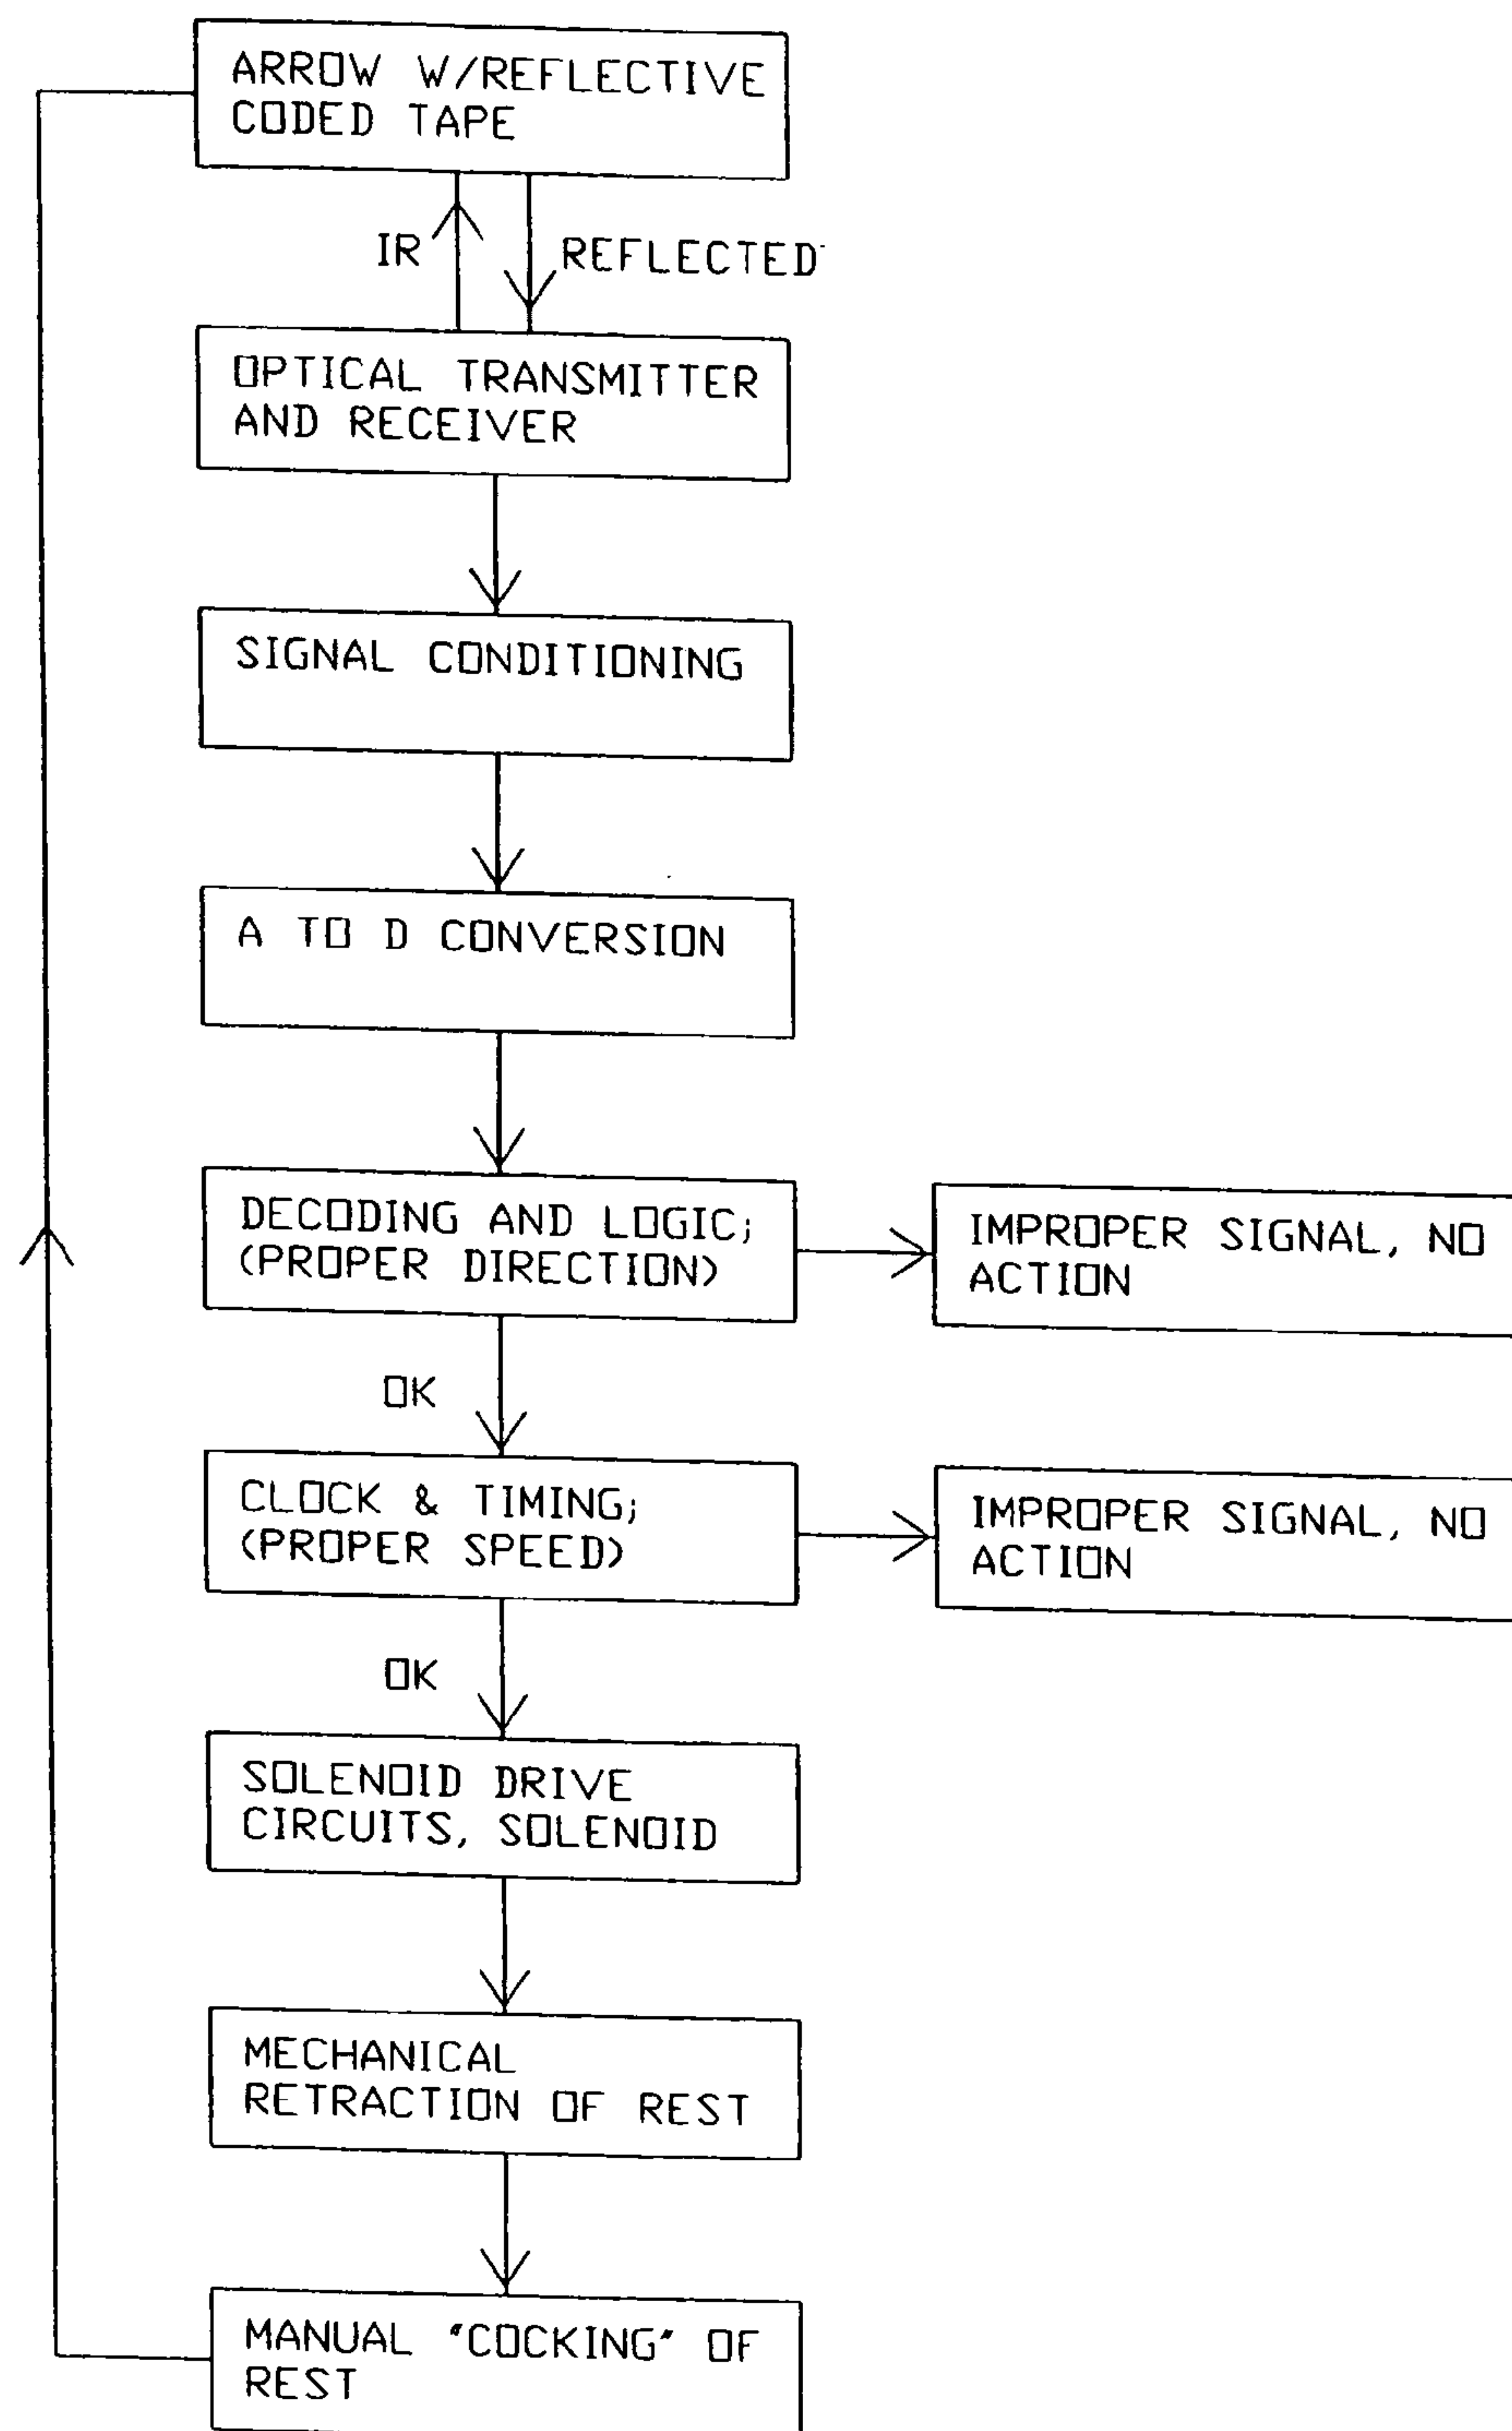 ARROW W/REFLECTIVE
CODED TAPE
IR
REFLECTED
OPTICAL TRANSMITTER
AND RECEIVER
SIGNAL CONDITIONING
A TO D CONVERSION
DECODING AND LOGIC;
(PROPER DIRECTION)
IMPROPER SIGNAL, NO
ACTION
OK
CLOCK & TIMING;
(PROPER SPEED)
IMPROPER SIGNAL, NO
ACTION
OK
SOLENOID DRIVE
CIRCUITS, SOLENOID
MECHANICAL
RETRACTION OF REST
MANUAL "COCKING" OF
REST